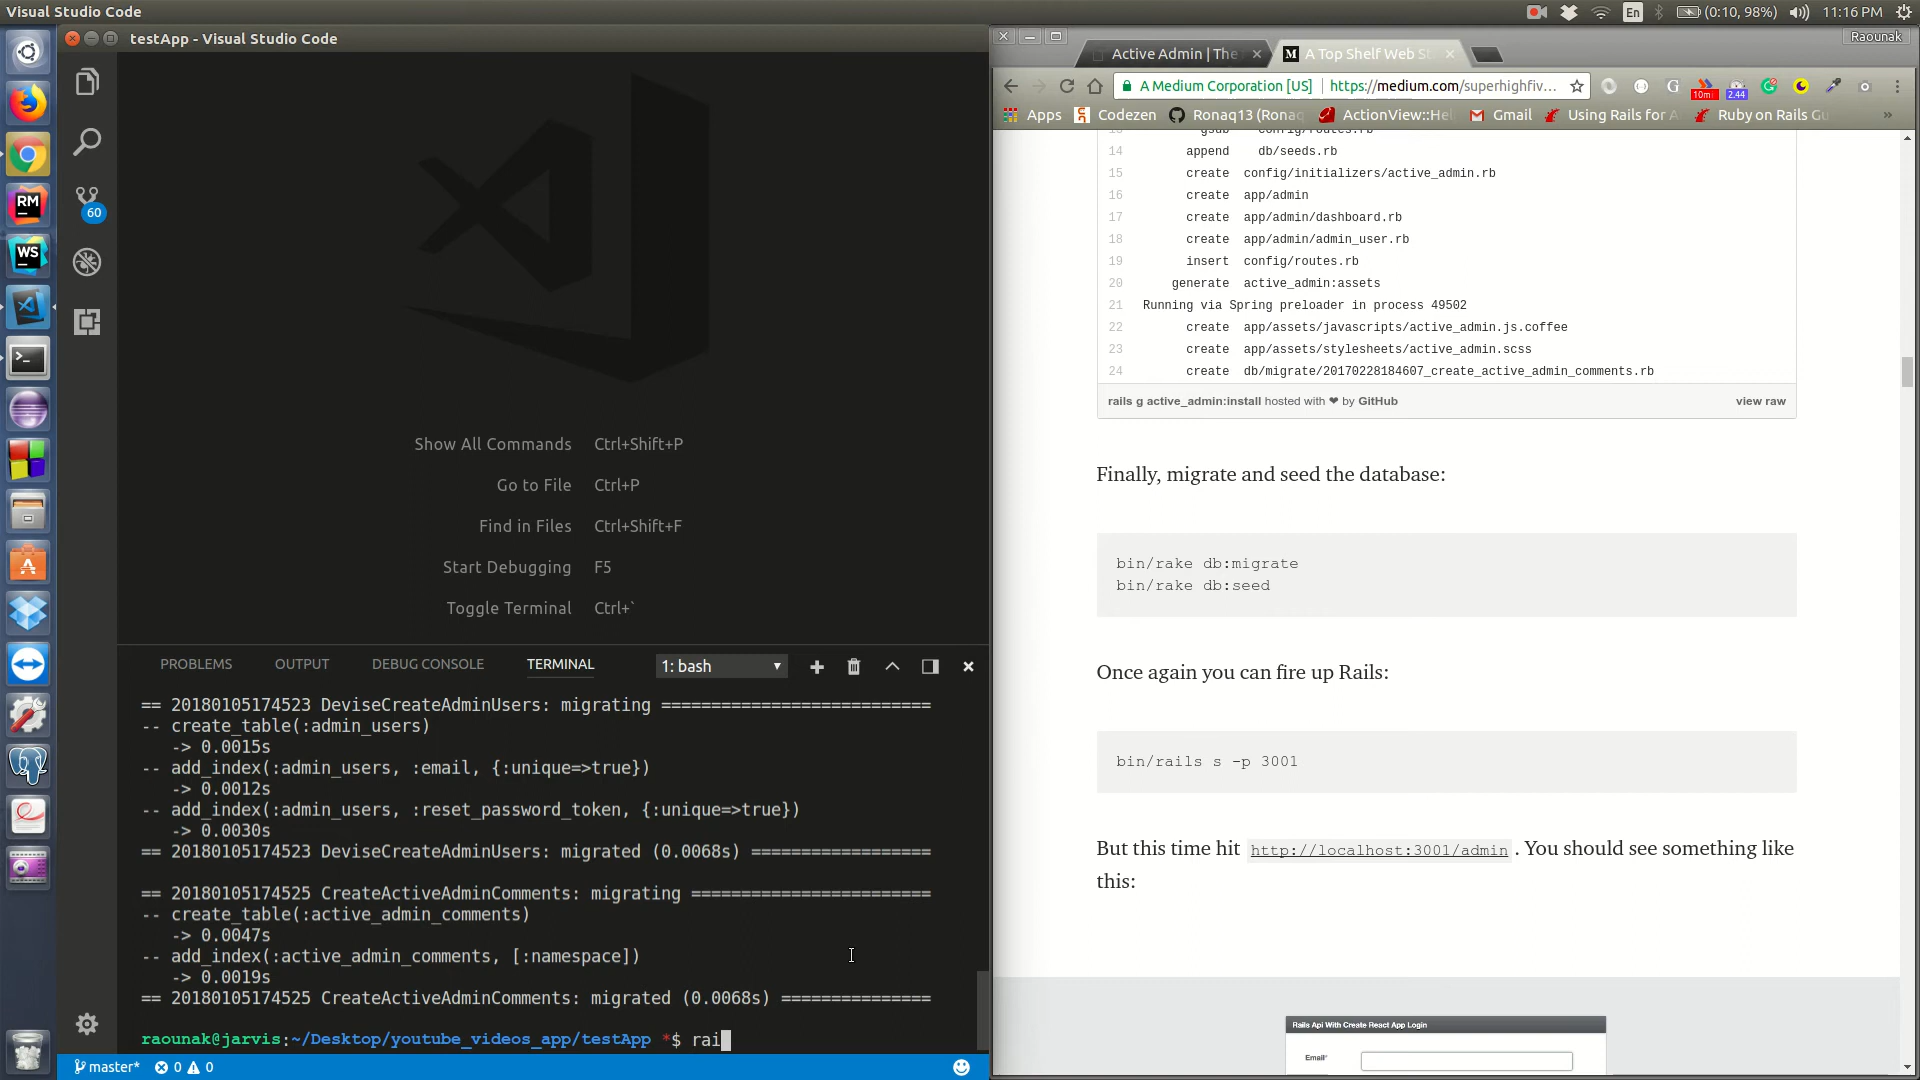 Visual Studio Code
En
(0:10, 98%)
11:16 PM
testApp - Visual Studio Code
Raounak
Active Admin | The
A Top Shelf Web St
A Medium Corporation [US]
https://medium.com/superhighfiv...
10m
2.44
Apps
Codezen
Ronaq13 (Ronaq
ActionView::Hel
Gmail
Using Rails for A
Ruby on Rails Gu
»
RM
WS
60
Show All Commands Ctrl+Shift+P
Go to File Ctrl+P
Find in Files Ctrl+Shift+F
Start Debugging F5
Toggle Terminal Ctrl+`
PROBLEMS
OUTPUT
DEBUG CONSOLE
TERMINAL
1: bash
== 20180105174523 DeviseCreateAdminUsers: migrating ===========================
-- create_table(:admin_users)
   -> 0.0015s
-- add_index(:admin_users, :email, {:unique=>true})
   -> 0.0012s
-- add_index(:admin_users, :reset_password_token, {:unique=>true})
   -> 0.0030s
== 20180105174523 DeviseCreateAdminUsers: migrated (0.0068s) ==================
== 20180105174525 CreateActiveAdminComments: migrating ========================
-- create_table(:active_admin_comments)
   -> 0.0047s
-- add_index(:active_admin_comments, [:namespace])
   -> 0.0019s
== 20180105174525 CreateActiveAdminComments: migrated (0.0068s) ===============
raounak@jarvis:~/Desktop/youtube_videos_app/testApp *$ rai
master*
0
0
13 gsub config/routes.rb
14 append db/seeds.rb
15 create config/initializers/active_admin.rb
16 create app/admin
17 create app/admin/dashboard.rb
18 create app/admin/admin_user.rb
19 insert config/routes.rb
20 generate active_admin:assets
21 Running via Spring preloader in process 49502
22 create app/assets/javascripts/active_admin.js.coffee
23 create app/assets/stylesheets/active_admin.scss
24 create db/migrate/20170228184607_create_active_admin_comments.rb
rails g active_admin:install hosted with ❤ by GitHub
view raw
Finally, migrate and seed the database:
bin/rake db:migrate
bin/rake db:seed
Once again you can fire up Rails:
bin/rails s -p 3001
But this time hit http://localhost:3001/admin . You should see something like
this:
Rails Api With Create React App Login
Email*